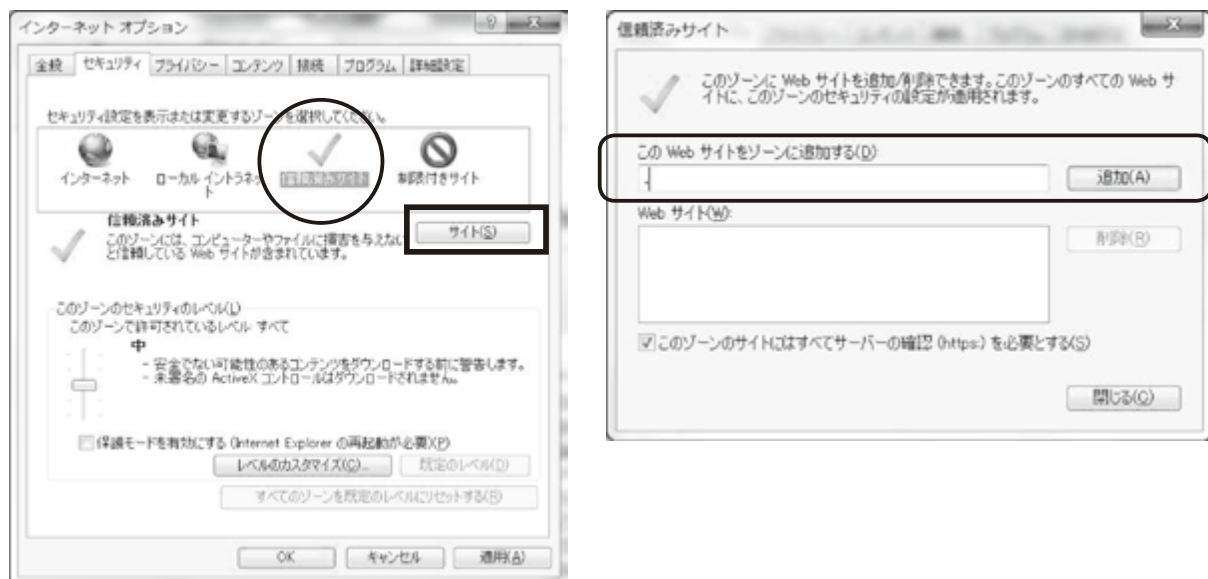 インターネット オプション
全般 セキュリティ プライバシー コンテンツ 接続 プログラム 詳細設定
セキュリティ設定を表示または変更するゾーンを選択してください。
インターネット
ローカル イントラネッ
ト
信頼済みサイト
制限付きサイト
信頼済みサイト
サイト(S)
このゾーンには、コンピューターやファイルに損害を与えない
と信頼している Web サイトが含まれています。
このゾーンのセキュリティのレベル(L)
このゾーンで許可されているレベル すべて
中
- 安全でない可能性のあるコンテンツをダウンロードする前に警告します。
- 未署名の ActiveX コントロールはダウンロードされません。
保護モードを有効にする (Internet Explorer の再起動が必要)(P)
レベルのカスタマイズ(C)... 既定のレベル(D)
すべてのゾーンを既定のレベルにリセットする(R)
OK キャンセル 適用(A)
信頼済みサイト
このゾーンに Web サイトを追加/削除できます。このゾーンのすべての Web サ
イトに、このゾーンのセキュリティの設定が適用されます。
この Web サイトをゾーンに追加する(D):
追加(A)
Web サイト(W):
削除(R)
このゾーンのサイトにはすべてサーバーの確認 (https:) を必要とする(S)
閉じる(C)